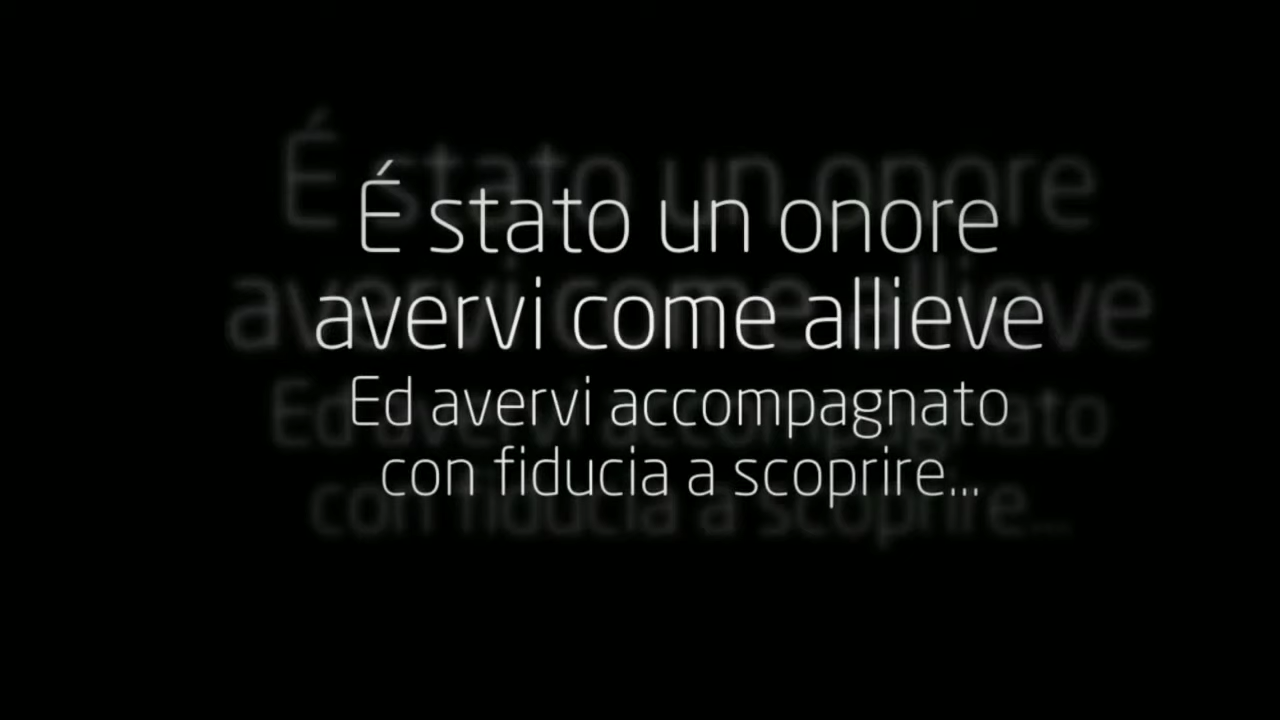 É stato un onore
avervi come allieve
Ed avervi accompagnato
con fiducia a scoprire...